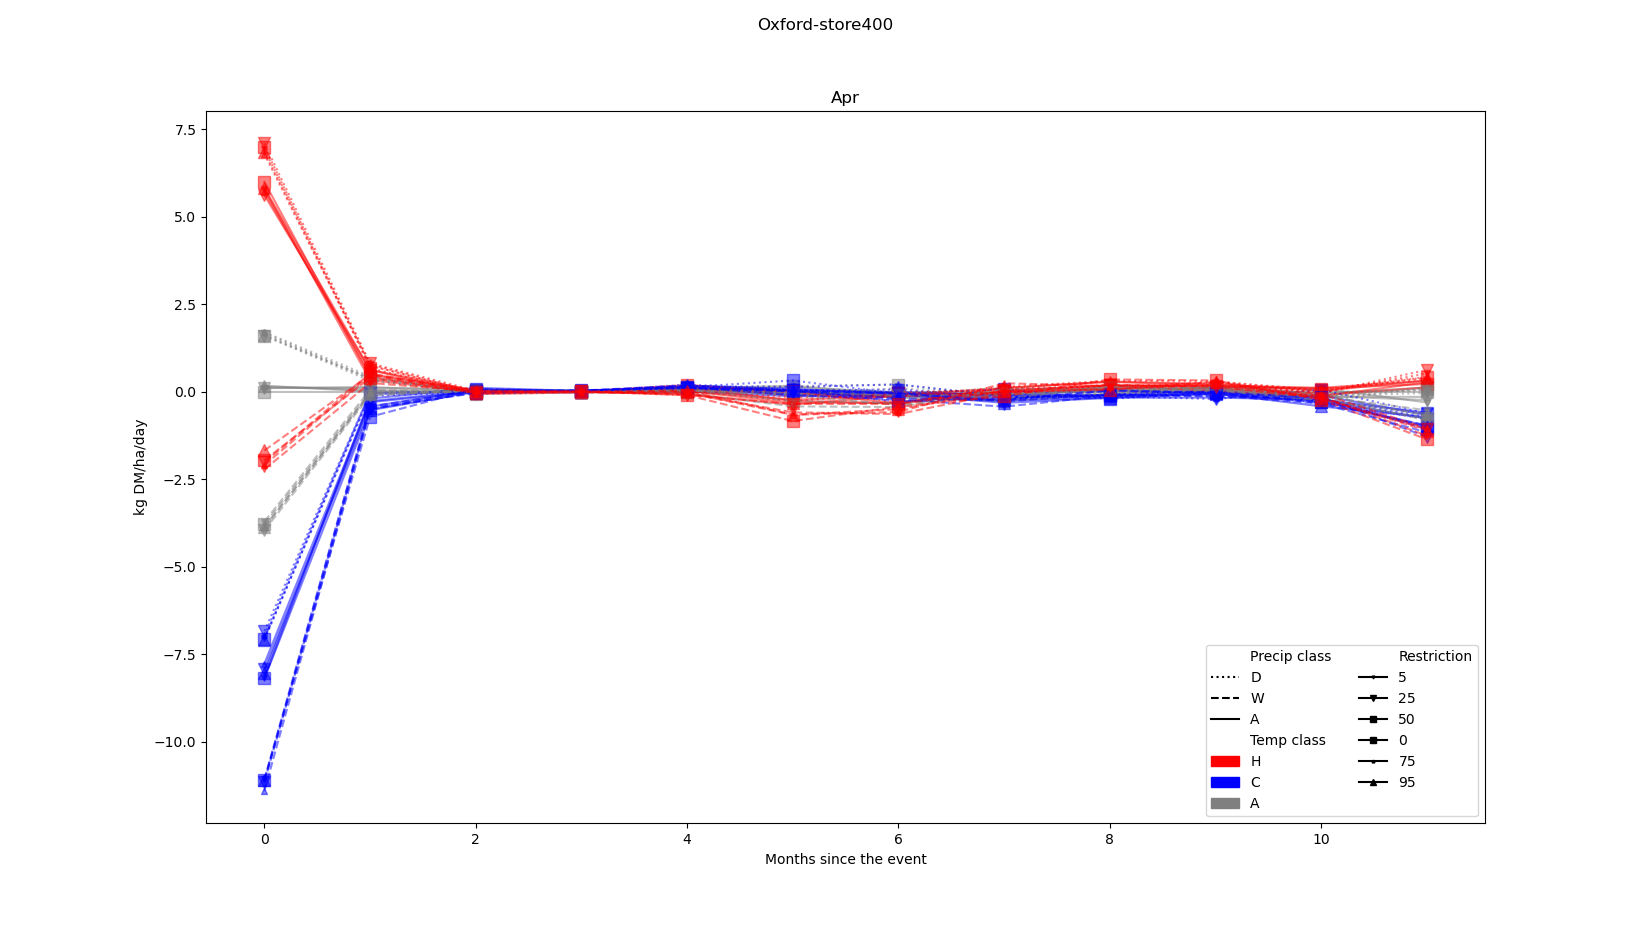 Oxford-store400
Apr
kg DM/ha/day
7.5
5.0
2.5
0.0
−2.5
−5.0
−7.5
−10.0
0
2
4
6
8
10
Months since the event
Precip class
D
W
A
Temp class
H
C
A
Restriction
5
25
50
0
75
95